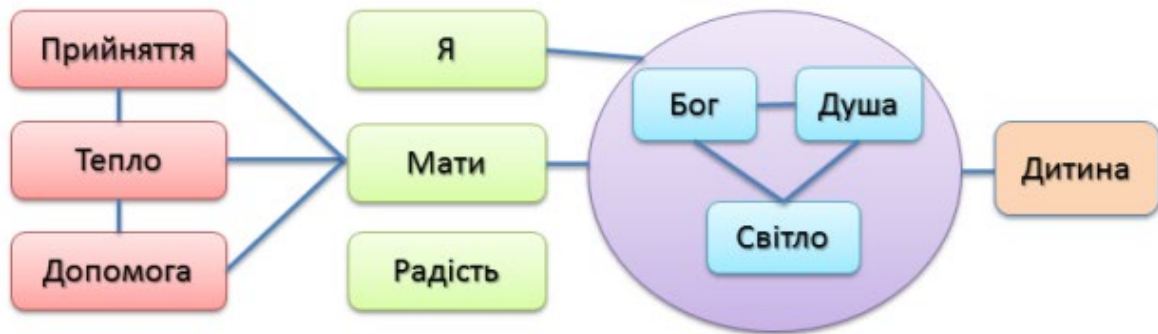 Прийняття
Тепло
Допомога
Я
Мати
Радість
Бог
Душа
Світло
Дитина